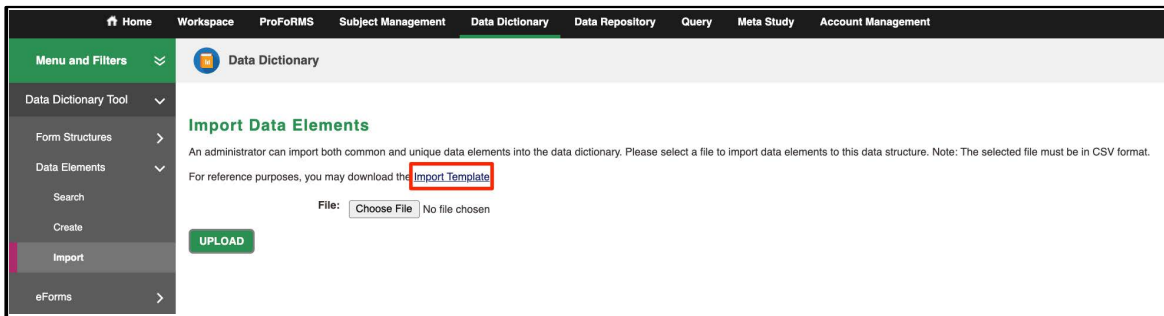 Home Workspace ProFoRMS Subject Management Data Dictionary Data Repository Query Meta Study Account Management
Menu and Filters
Data Dictionary
Data Dictionary Tool
Form Structures
Data Elements
Search
Create
Import
eForms
Import Data Elements
An administrator can import both common and unique data elements into the data dictionary. Please select a file to import data elements to this data structure. Note: The selected file must be in CSV format.
For reference purposes, you may download the Import Template
File: Choose File No file chosen
UPLOAD